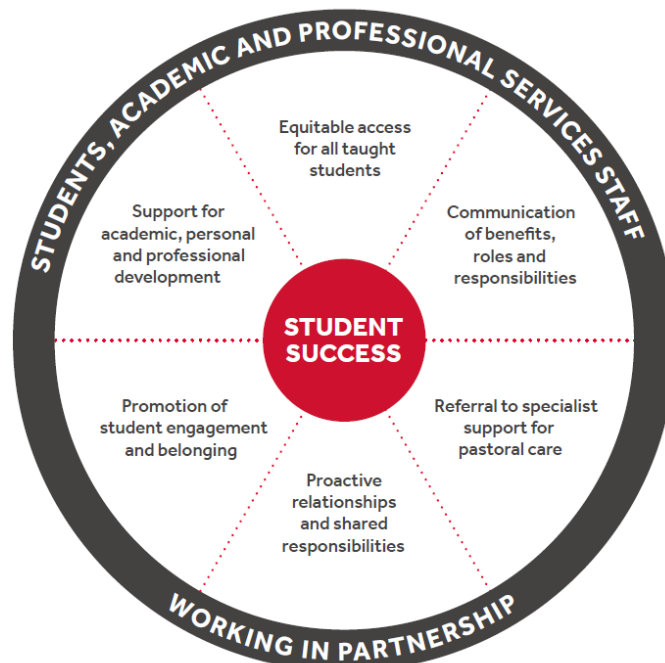 STUDENTS, ACADEMIC AND PROFESSIONAL SERVICES STAFF
Equitable access
for all taught
students
Communication
of benefits,
roles and
responsibilities
Referral to specialist
support for
pastoral care
Proactive
relationships
and shared
responsibilities
Promotion of
student engagement
and belonging
Support for
academic, personal
and professional
development
STUDENT
SUCCESS
WORKING IN PARTNERSHIP